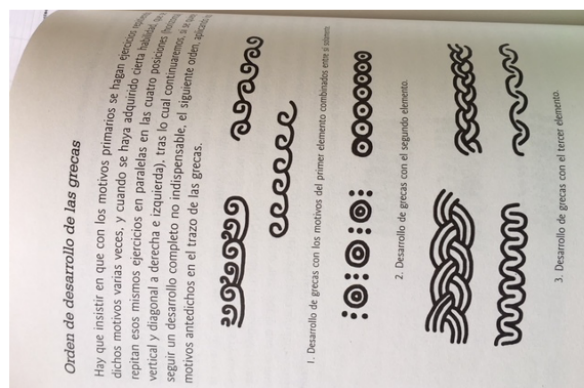 Orden de desarrollo de las grecas
Hay que insistir en que con los motivos primarios se hagan ejercicios
dichos motivos varias veces, y cuando se haya adquirido cierta habilidad,
repitan esos mismos ejercicios en paralelas en las cuatro posiciones
vertical y diagonal a derecha e izquierda), tras lo cual continuaremos, si se
seguir un desarrollo completo no indispensable, el siguiente orden, aplicando
motivos antedichos en el trazo de las grecas.
1. Desarrollo de grecas con los motivos del primer elemento combinados entre sí
2. Desarrollo de grecas con el segundo elemento.
3. Desarrollo de grecas con el tercer elemento.